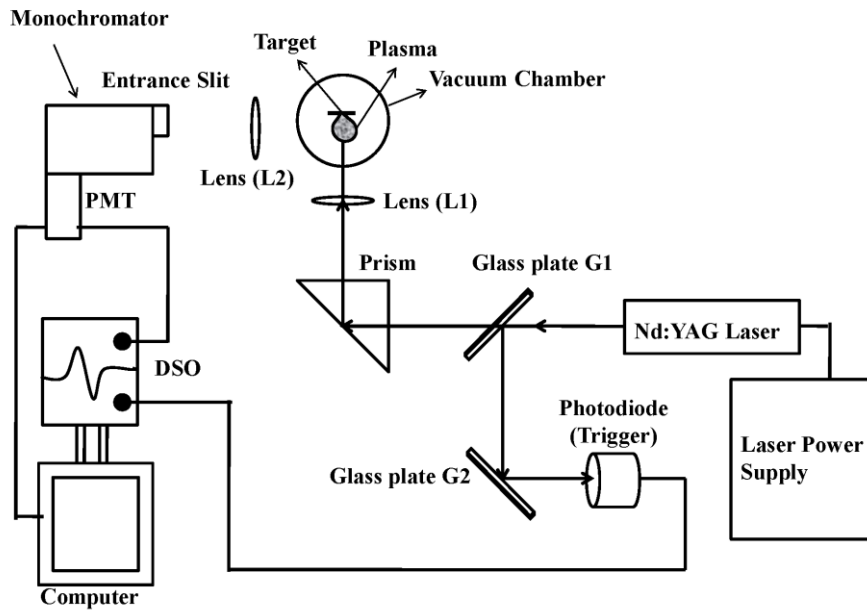 Monochromator
Target
Plasma
Entrance Slit
Vacuum Chamber
Lens (L2)
PMT
Lens (L1)
Prism
Glass plate G1
Nd:YAG Laser
DSO
Photodiode
(Trigger)
Laser Power
Supply
Glass plate G2
Computer